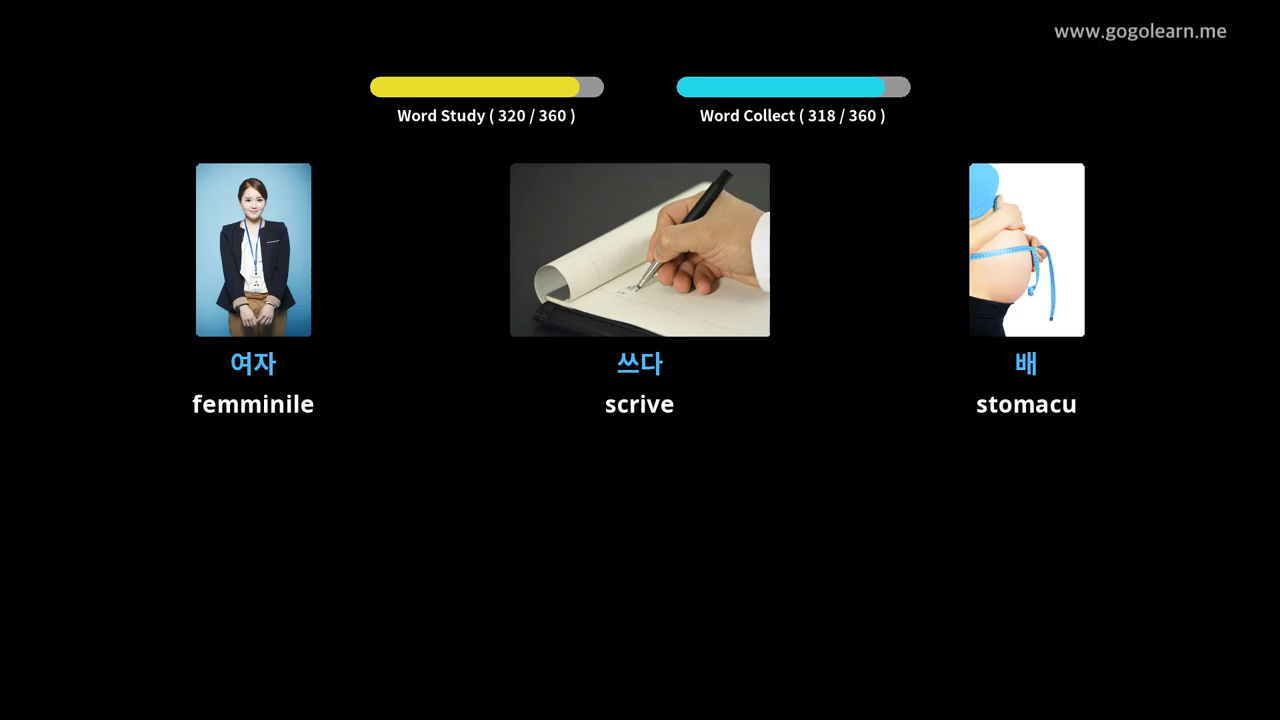 www.gogolearn.me
Word Study ( 320 / 360 )
Word Collect ( 318 / 360 )
여자
쓰다
배
femminile
scrive
stomacu